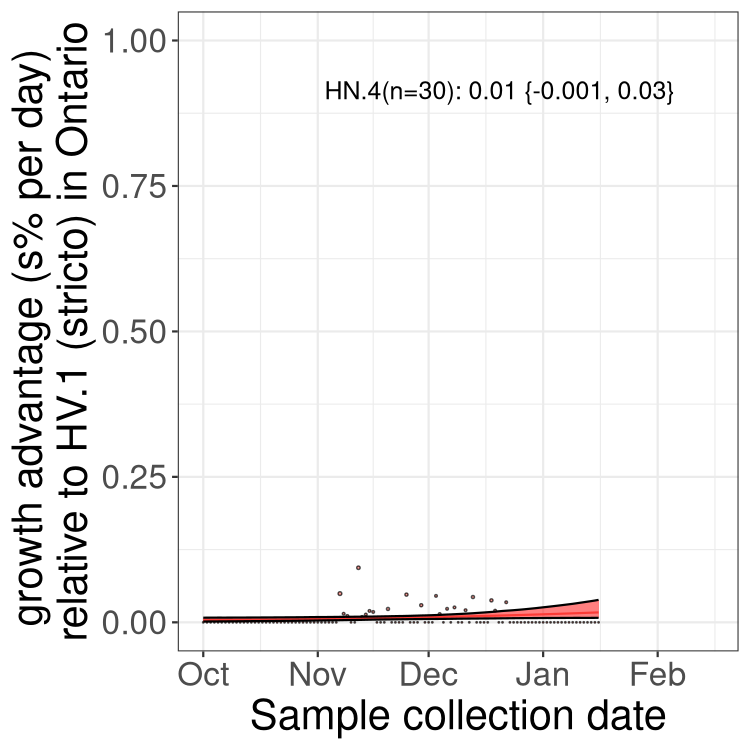 growth advantage (s% per day)
relative to HV.1 (stricto) in Ontario
1.00
0.75
0.50
0.25
0.00
HN.4(n=30): 0.01 {-0.001, 0.03}
Oct Nov Dec Jan Feb
Sample collection date